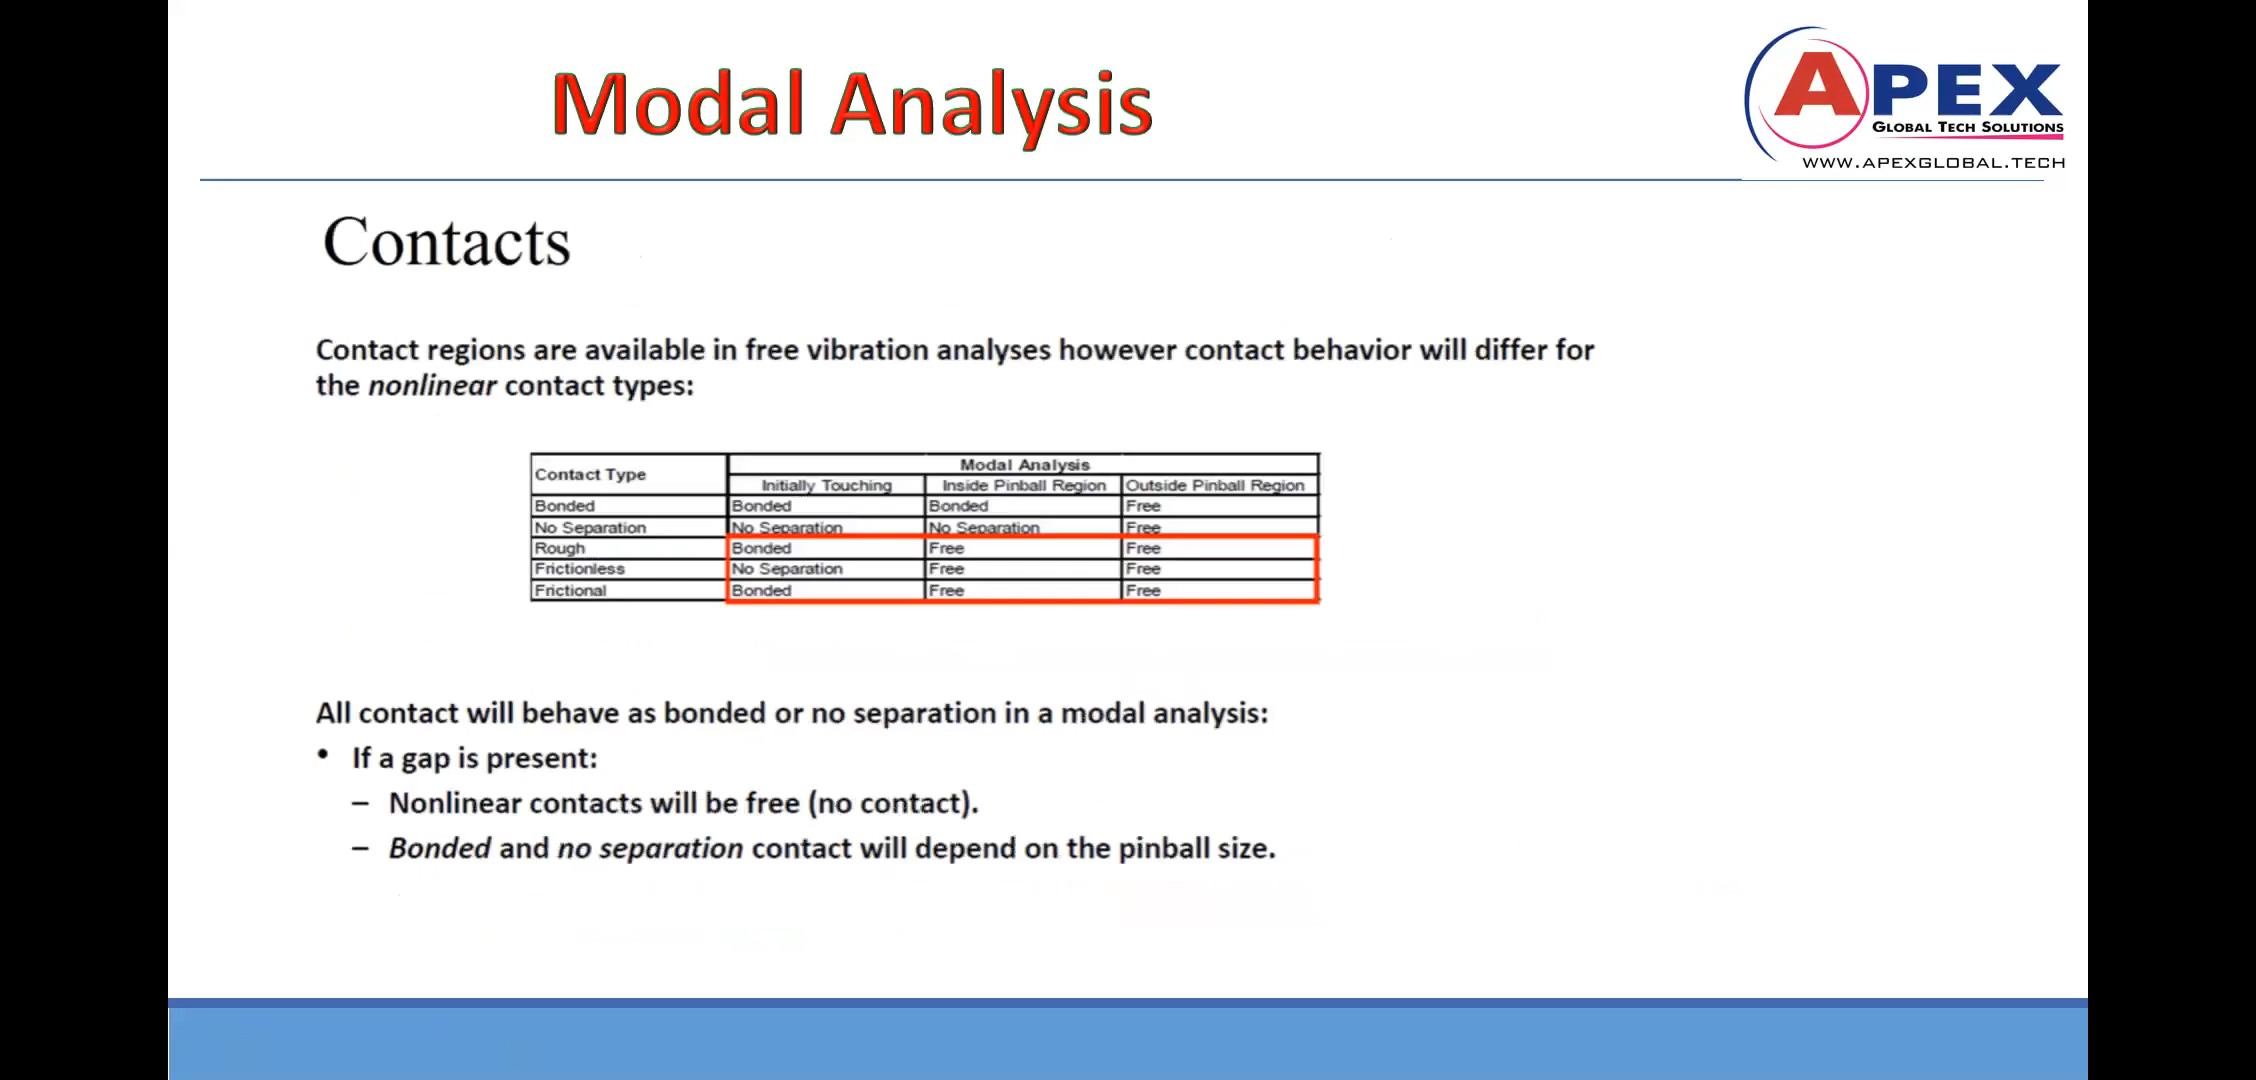 Modal Analysis
APEX
GLOBAL TECH SOLUTIONS
WWW.APEXGLOBAL.TECH
Contacts
Contact regions are available in free vibration analyses however contact behavior will differ for
the nonlinear contact types:
Contact Type Modal Analysis
Initially Touching Inside Pinball Region Outside Pinball Region
Bonded Bonded Bonded Free
No Separation No Separation No Separation Free
Rough Bonded Free Free
Frictionless No Separation Free Free
Frictional Bonded Free Free
All contact will behave as bonded or no separation in a modal analysis:
• If a gap is present:
– Nonlinear contacts will be free (no contact).
– Bonded and no separation contact will depend on the pinball size.